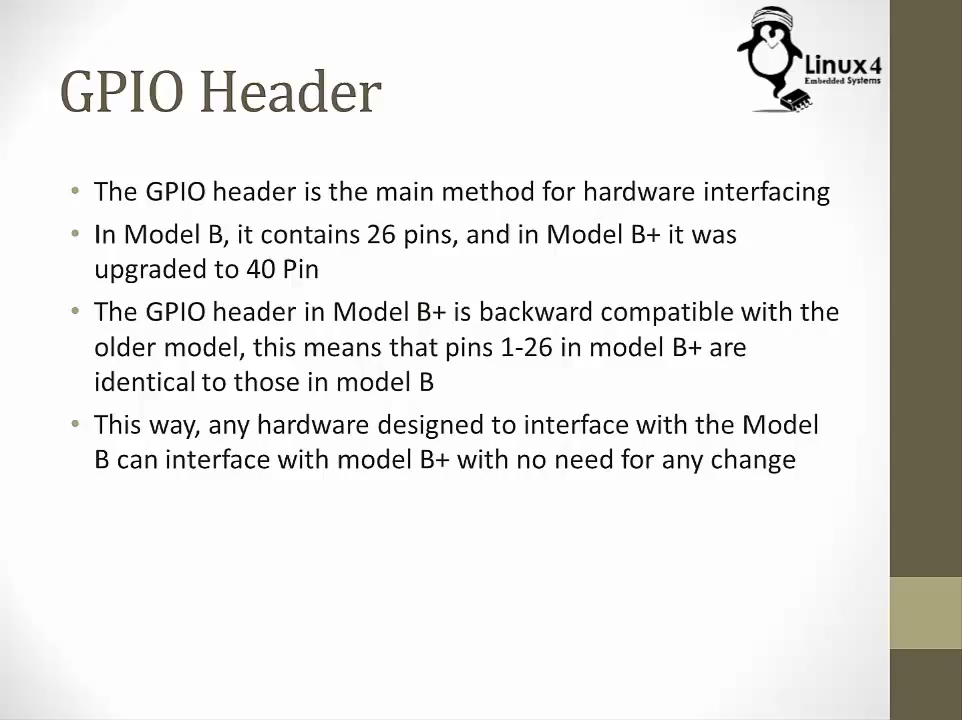 Linux 4
Embedded Systems
GPIO Header
• The GPIO header is the main method for hardware interfacing
• In Model B, it contains 26 pins, and in Model B+ it was
upgraded to 40 Pin
• The GPIO header in Model B+ is backward compatible with the
older model, this means that pins 1-26 in model B+ are
identical to those in model B
• This way, any hardware designed to interface with the Model
B can interface with model B+ with no need for any change